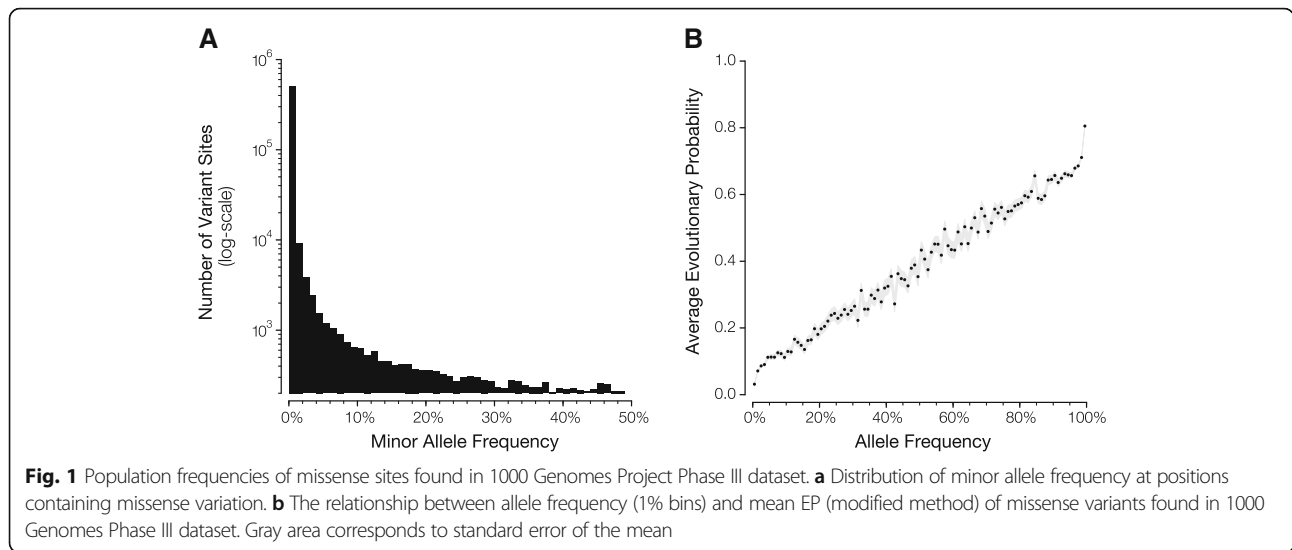 A
B
10^6
10^5
10^4
10^3
Number of Variant Sites
(log-scale)
0%
10%
20%
30%
40%
50%
Minor Allele Frequency
1.0
0.8
0.6
0.4
0.2
0.0
Average Evolutionary Probability
0%
20%
40%
60%
80%
100%
Allele Frequency
Fig. 1 Population frequencies of missense sites found in 1000 Genomes Project Phase III dataset. a Distribution of minor allele frequency at positions
containing missense variation. b The relationship between allele frequency (1% bins) and mean EP (modified method) of missense variants found in 1000
Genomes Phase III dataset. Gray area corresponds to standard error of the mean